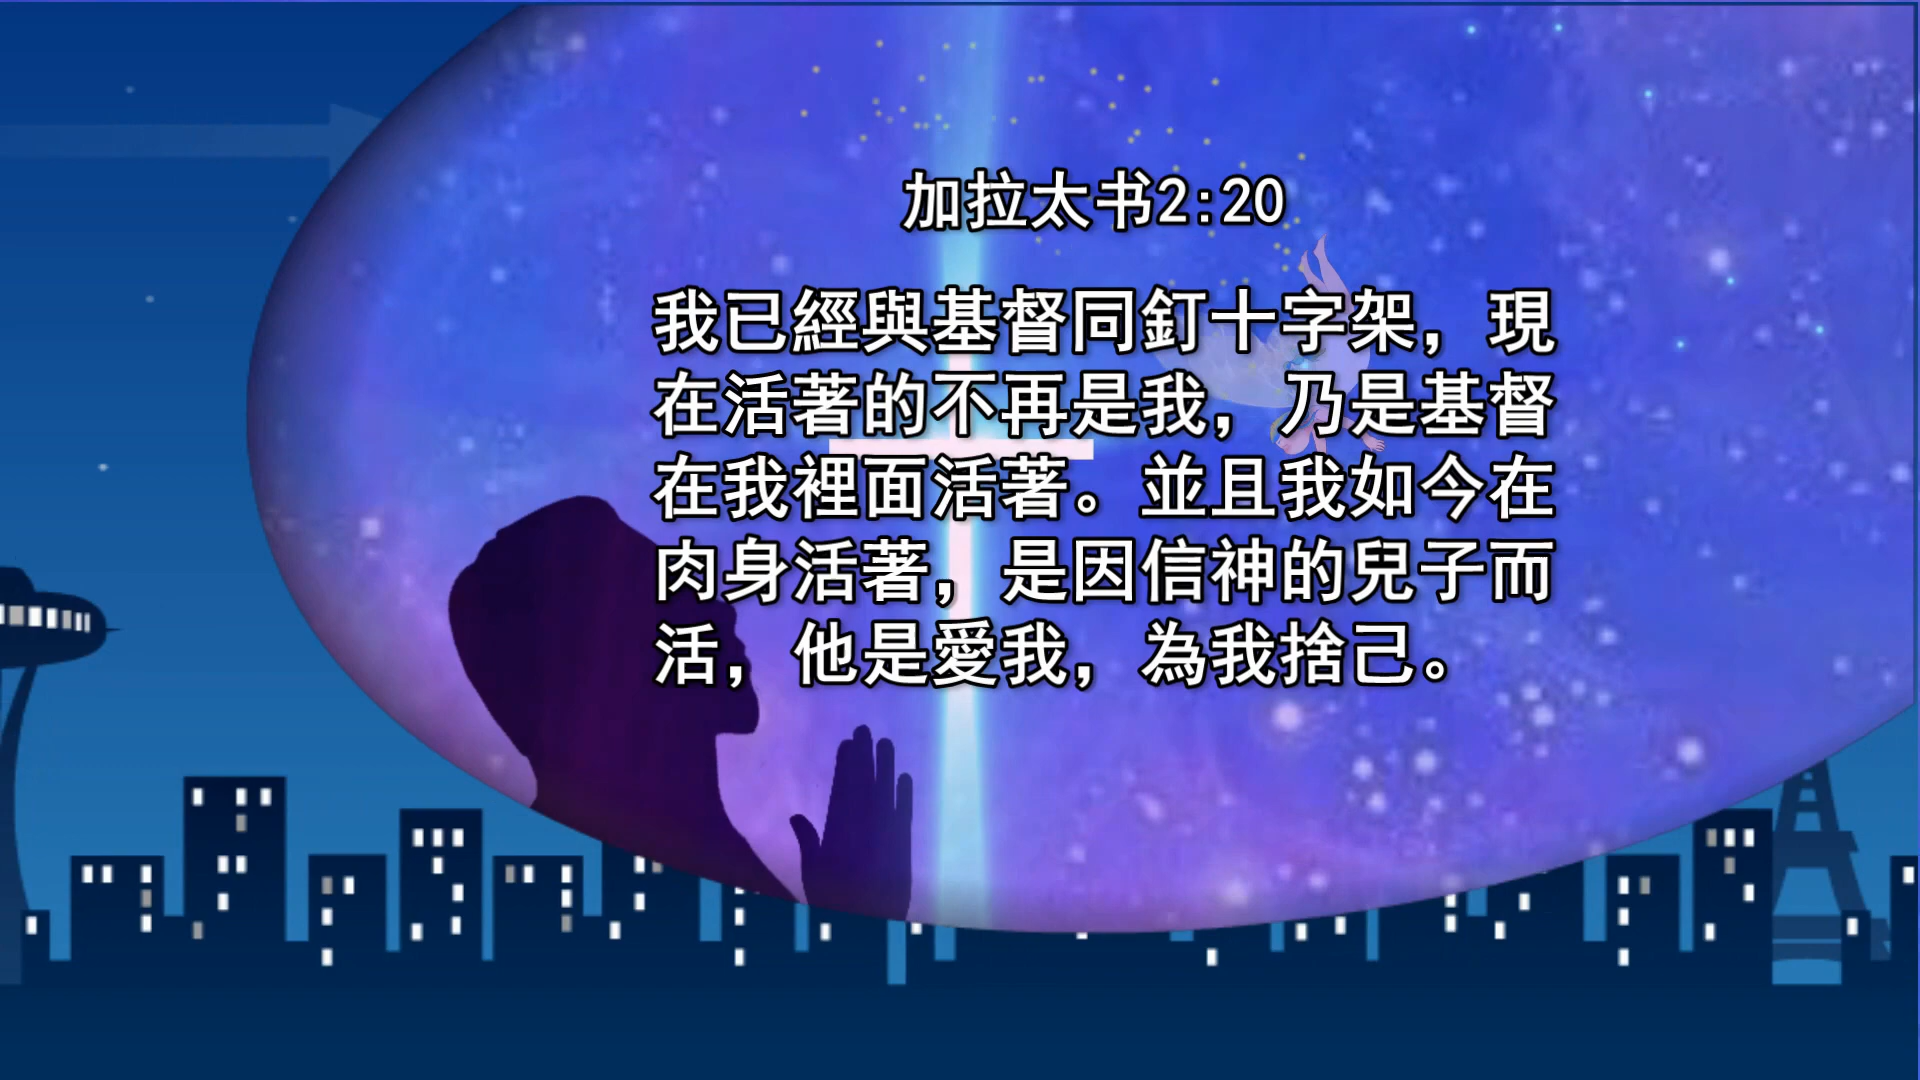 加拉太书2:20
我已經與基督同釘十字架，現
在活著的不再是我，乃是基督
在我裡面活著。並且我如今在
肉身活著，是因信神的兒子而
活，他是愛我，為我捨己。